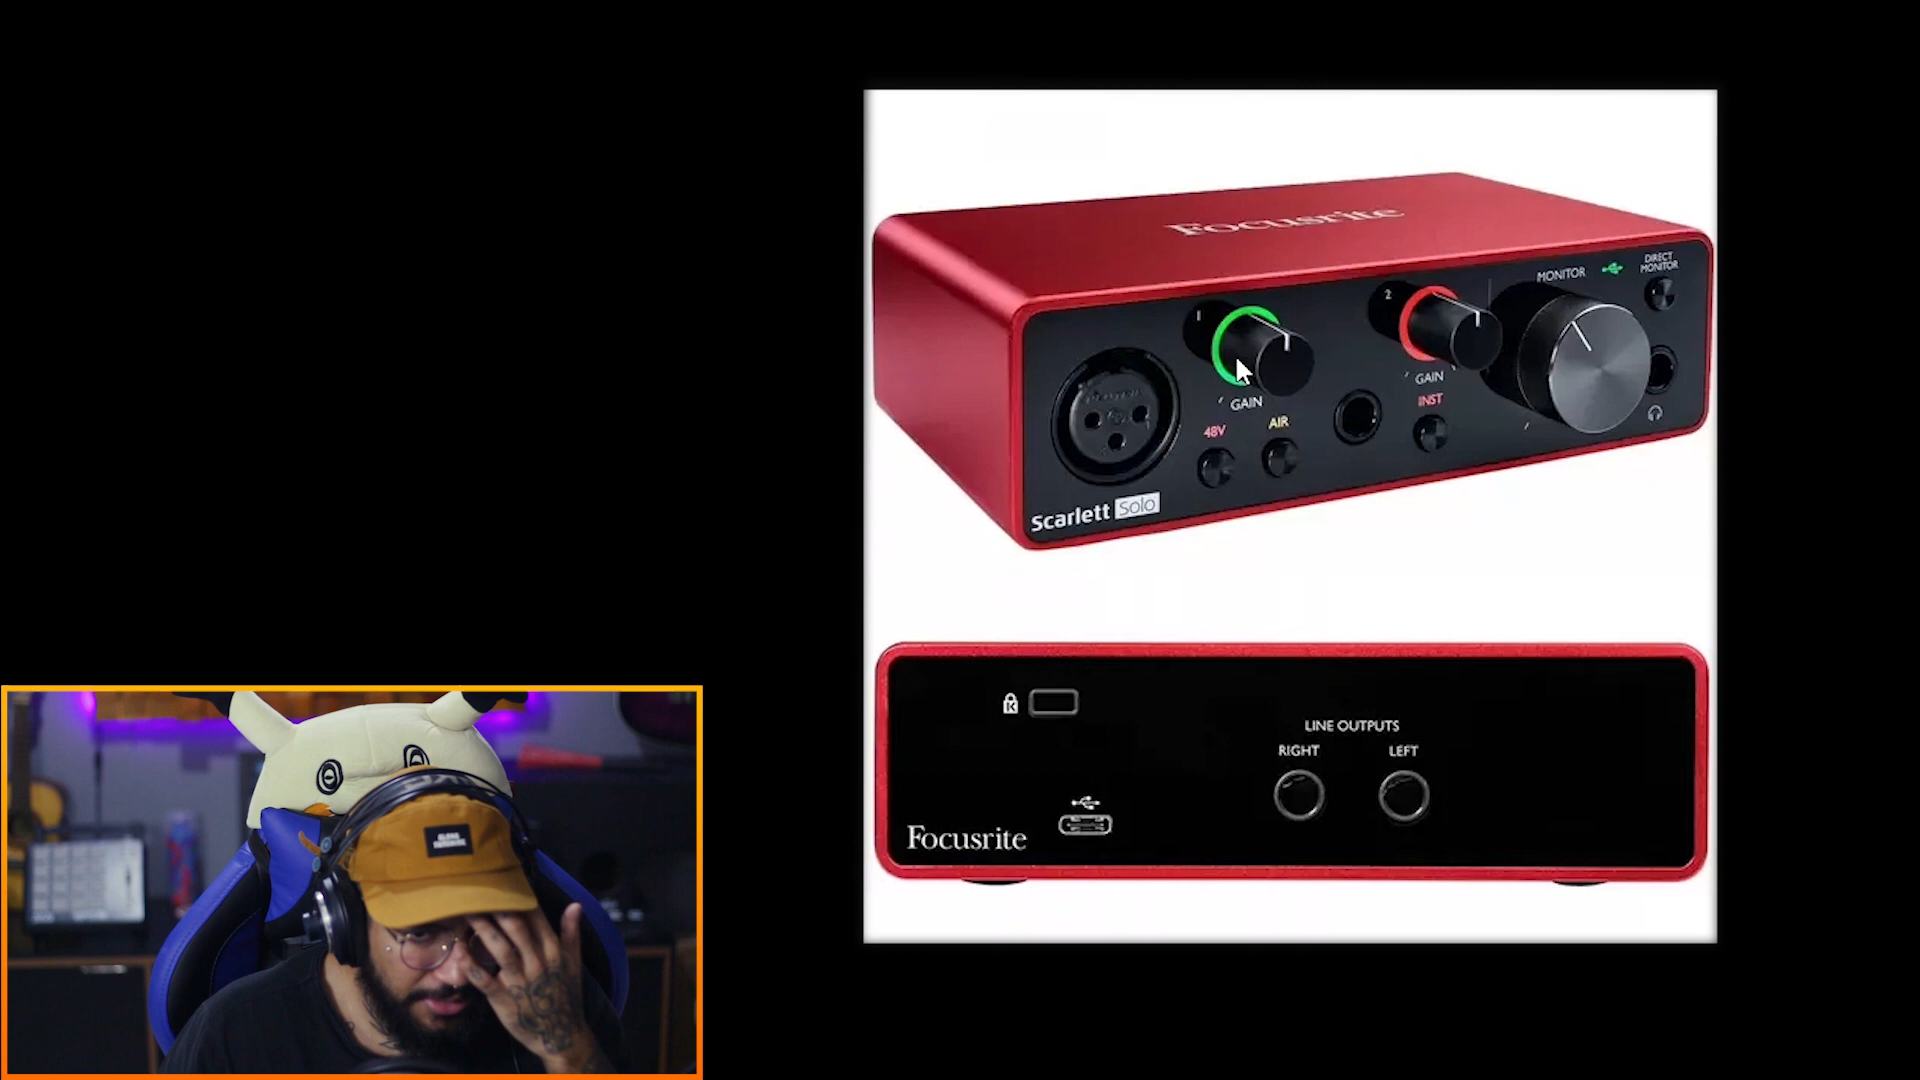 Focusrite
DIRECT
MONITOR
MONITOR
1
2
GAIN
GAIN
INST
48V
AIR
Scarlett Solo
LINE OUTPUTS
RIGHT
LEFT
K
Focusrite